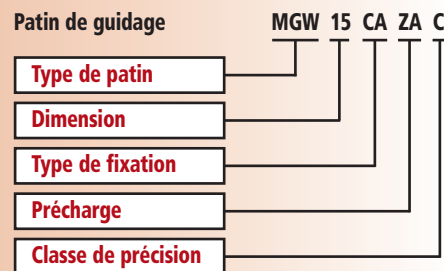 Patin de guidage MGW 15 CA ZA C
Type de patin
Dimension
Type de fixation
Précharge
Classe de précision